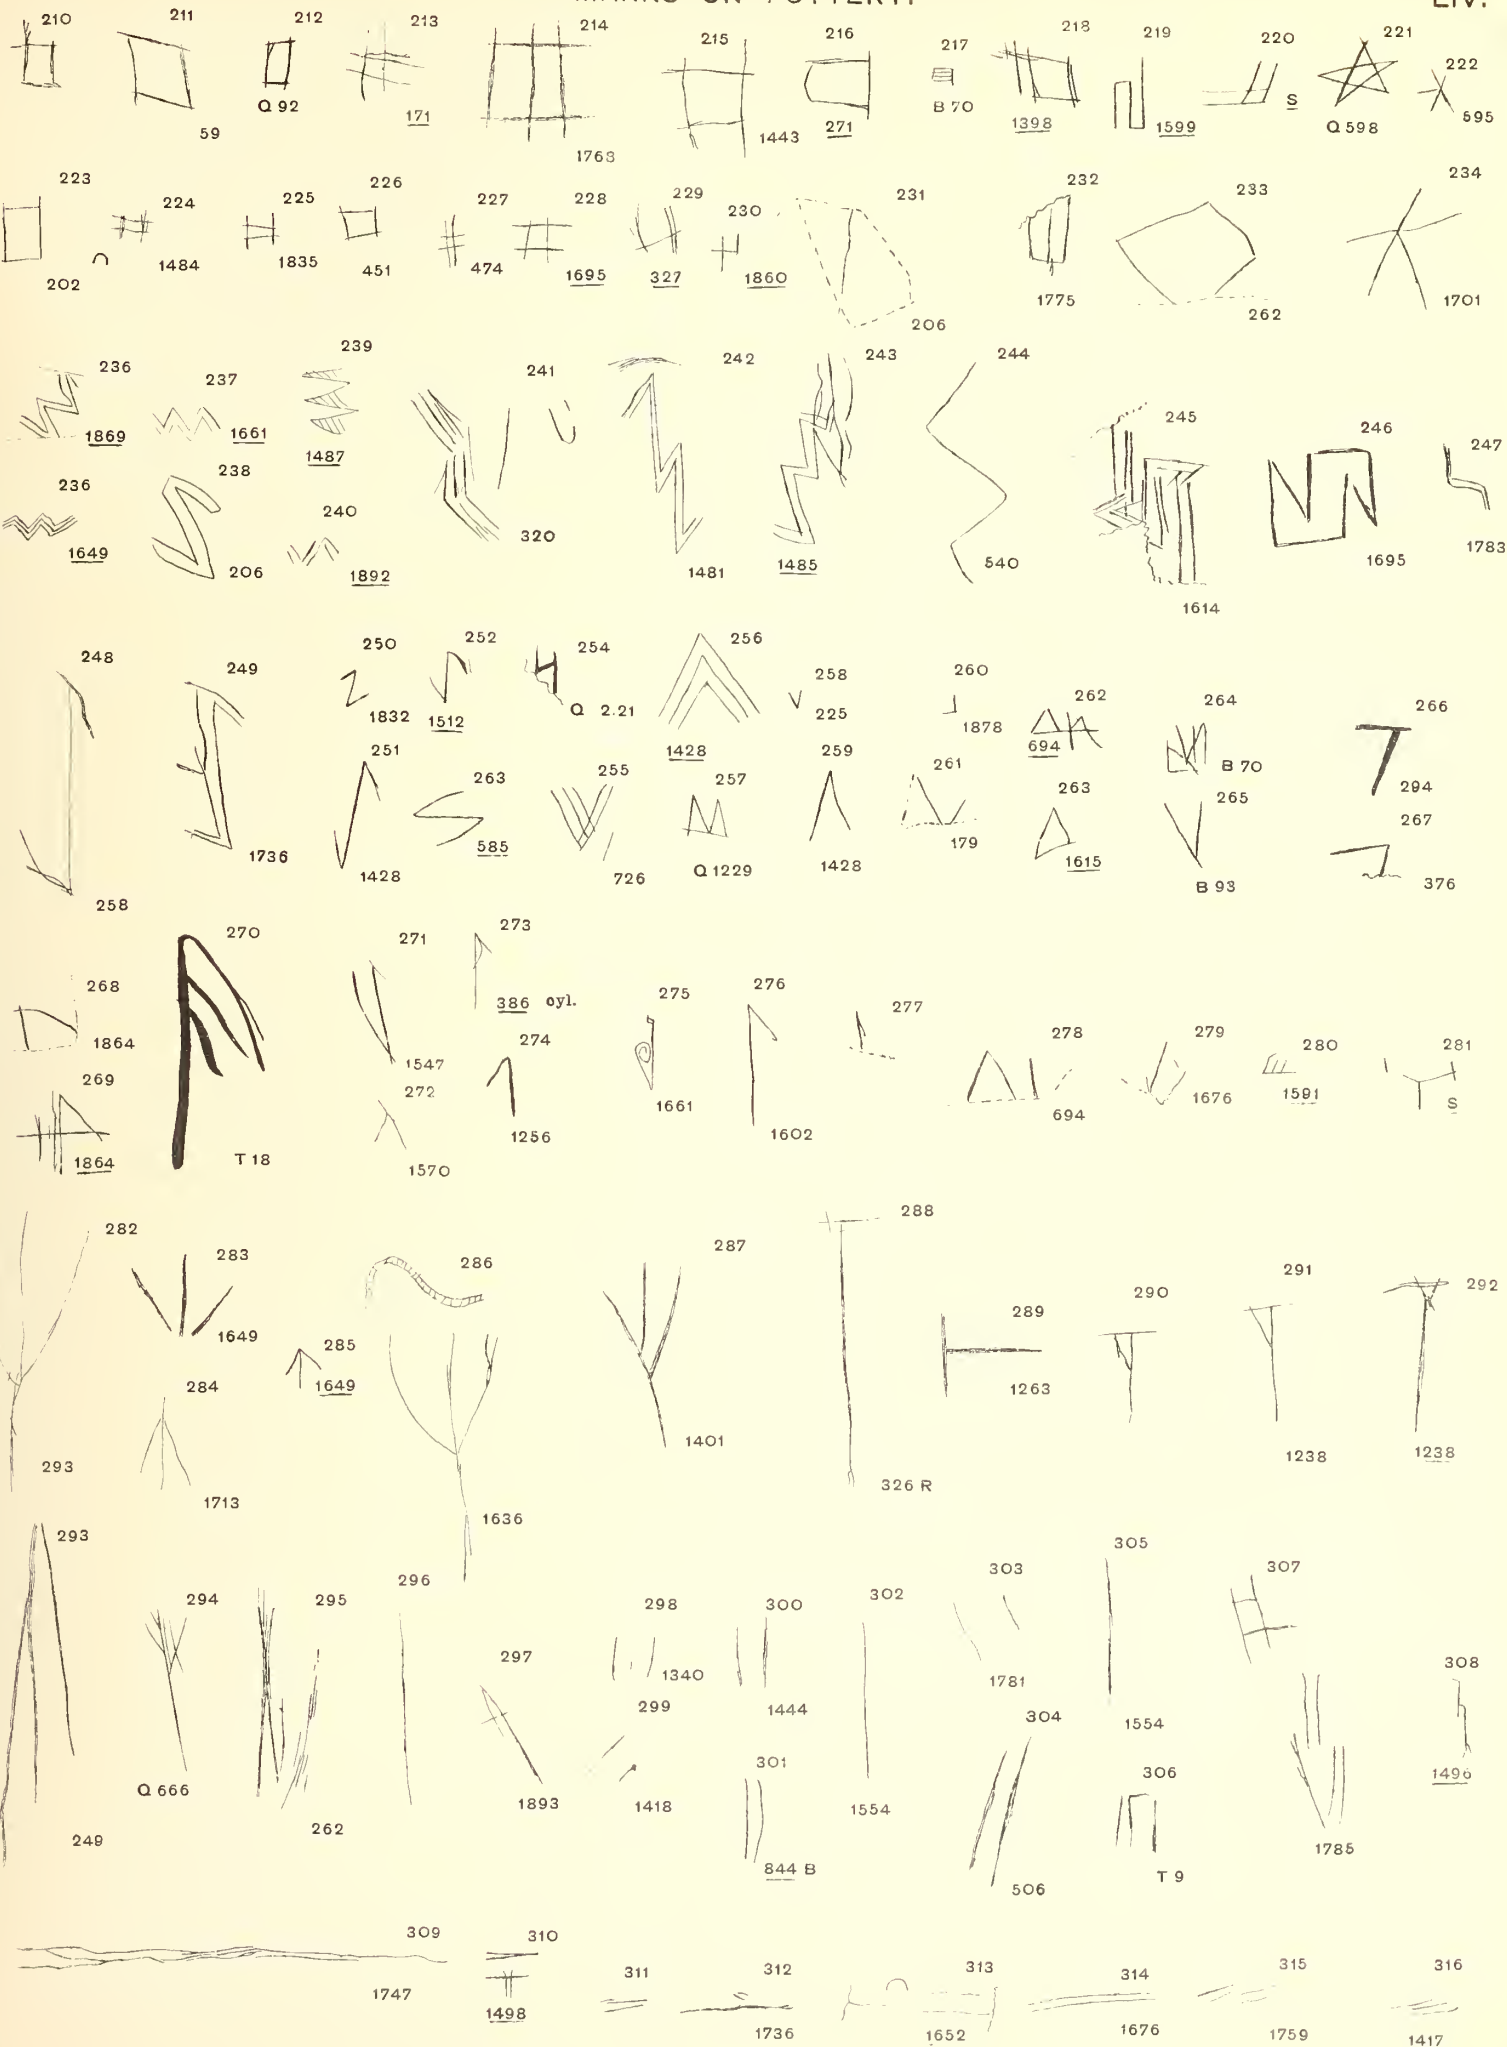 LIV.
210 211 212 213 214 215 216 217 218 219 220 221 222
59 Q 92 171 1763 1443 271 B 70 1398 1599 S Q 598 595
223 224 225 226 227 228 229 230 231 232 233 234
202 1484 1835 451 474 1695 327 1860 206 1775 262 1701
236 237 239 241 242 243 244 245 246 247
1869 1661 1487
236 238 240
1649 206 1892 320 1481 1485 540 1614 1695 1783
248 249 250 252 254 256 258 260 262 264 266
1832 1512 Q 2.21 1428 225 1878 694 B 70 294
251 263 255 257 259 261 263 265 267
258 1736 1428 585 726 Q 1229 1428 179 1615 B 93 376
268 270 271 273 275 276 277 278 279 280 281
1864 1547 386 cyl. 1661 1602 694 1676 1591 S
269 272 274
1864 T 18 1570 1256
282 283 286 287 288 289 290 291 292
1649 285 1649
284
293 1713 1636 1401 326 R 1263 1238 1238
293 294 295 296 297 298 300 302 303 305 307 308
1340 1444 1781 1554
299 301 304 306
249 Q 666 262 1893 1418 844 B 1554 506 T 9 1785 1496
309 310 311 312 313 314 315 316
1747 1498 1736 1652 1676 1759 1417